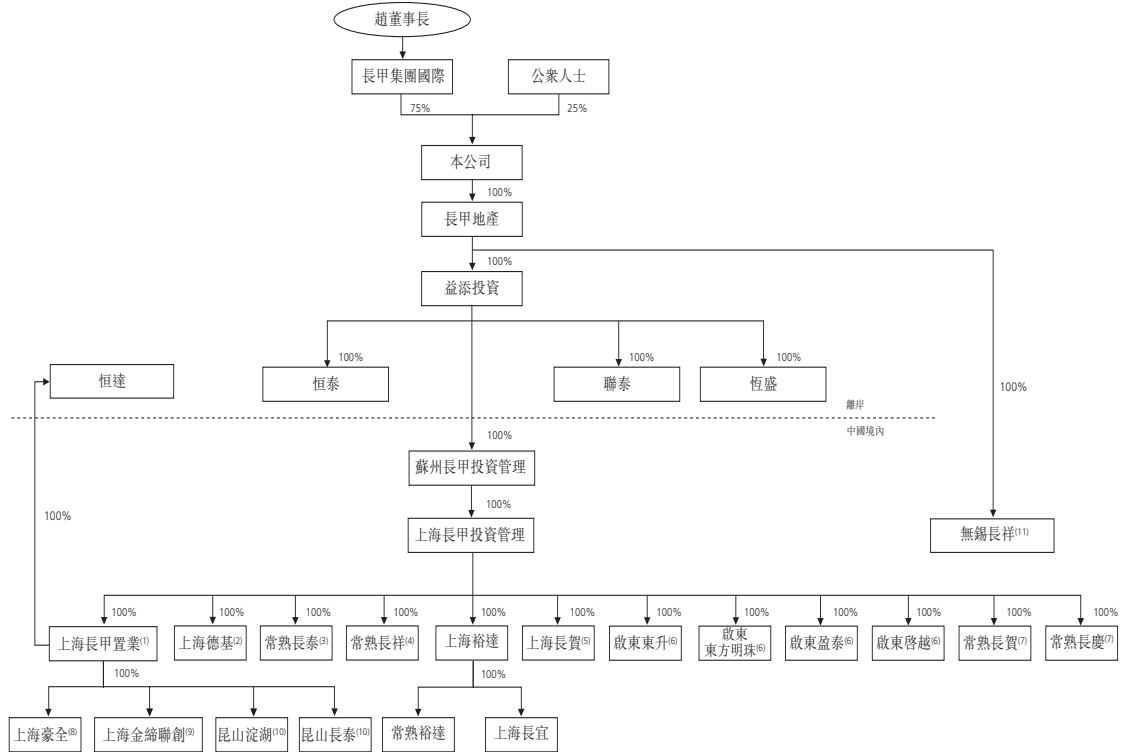 趙董事長
長甲集團國際
公衆人士
75%
25%
本公司
100%
長甲地產
100%
益添投資
100%
100%
100%
恒達
恒泰
聯泰
恆盛
100%
離岸
中國境內
100%
蘇州長甲投資管理
100%
100%
上海長甲投資管理
無錫長祥(11)
100%
100%
100%
100%
100%
100%
100%
100%
100%
100%
100%
100%
上海長甲置業(1)
上海德基(2)
常熟長泰(3)
常熟長祥(4)
上海裕達
上海長賀(5)
啟東東升(6)
啟東
東方明珠(6)
啟東盈泰(6)
啟東啓越(6)
常熟長賀(7)
常熟長慶(7)
100%
100%
上海豪全(8)
上海金締聯創(9)
昆山淀湖(10)
昆山長泰(10)
常熟裕達
上海長宜